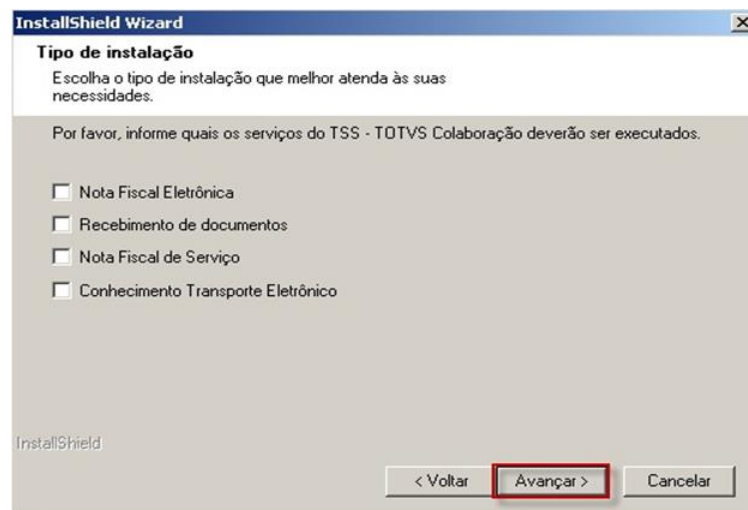 InstallShield Wizard
Tipo de instalação
Escolha o tipo de instalação que melhor atenda às suas
necessidades.
Por favor, informe quais os serviços do TSS - TOTVS Colaboração deverão ser executados.
Nota Fiscal Eletrônica
Recebimento de documentos
Nota Fiscal de Serviço
Conhecimento Transporte Eletrônico
InstallShield
< Voltar Avançar > Cancelar